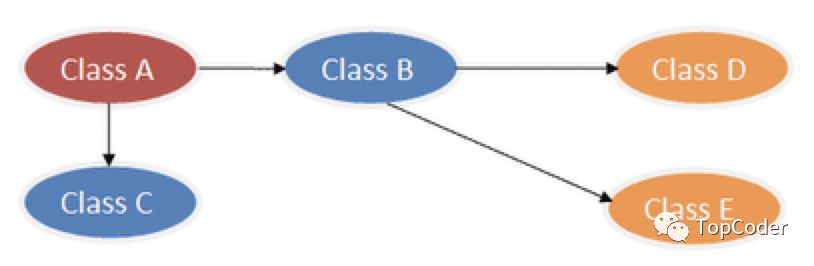 Class A
Class B
Class D
Class C
Class E
TopCoder